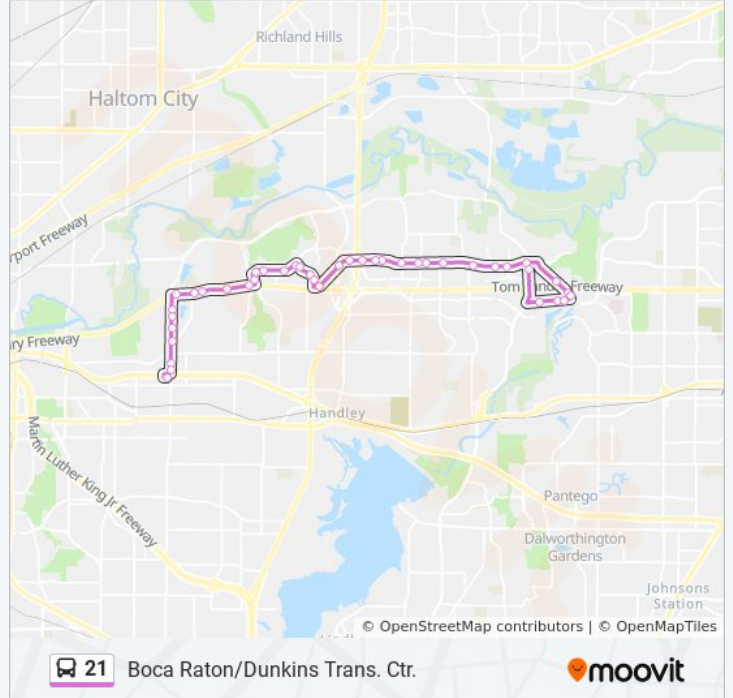 Richland Hills
Haltom City
rport Freeway
Tom
Freeway
ry Freeway
Handley
Martin Luther King Jr Freeway
Pantego
Dalworthington
Gardens
Johnsons
Station
© OpenStreetMap contributors | © OpenMapTiles
21 Boca Raton/Dunkins Trans. Ctr.
moovit